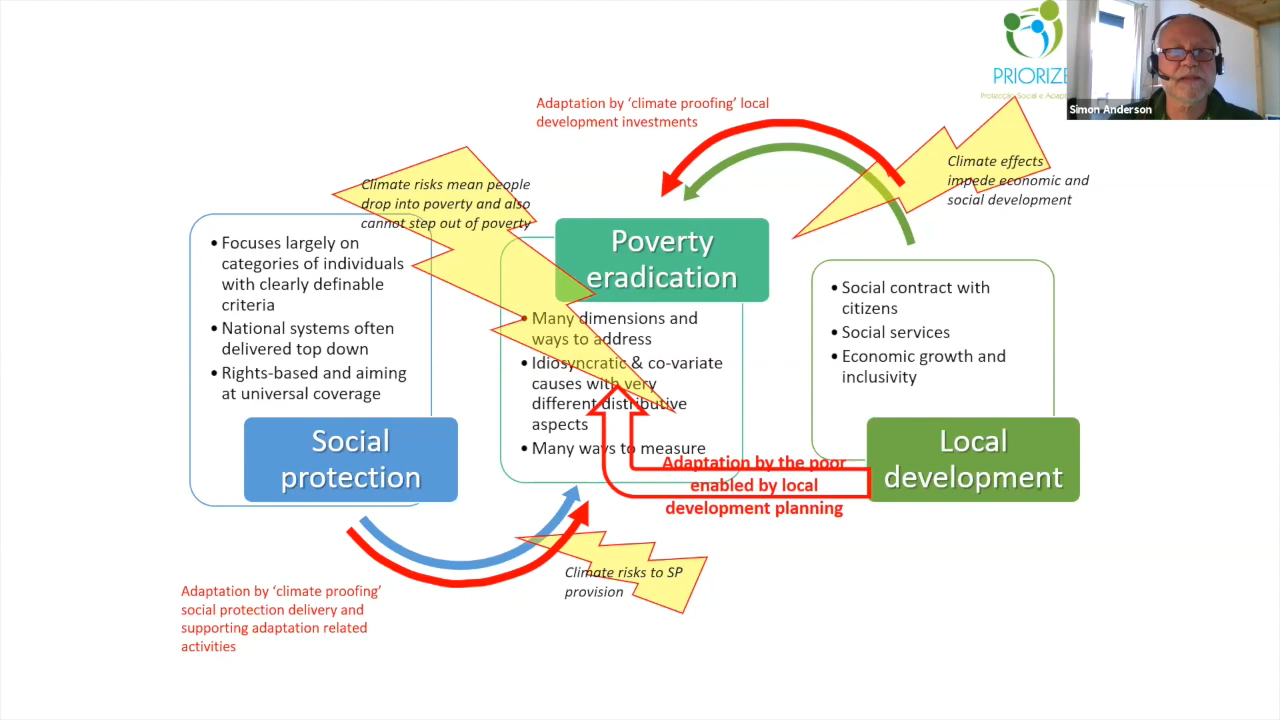 PRIORIZE
Protecção Social e Adapt
Simon Anderson
Adaptation by ‘climate proofing’ local
development investments
Climate effects
impede economic and
social development
Climate risks mean people
drop into poverty and also
cannot step out of poverty
• Focuses largely on
categories of individuals
with clearly definable
criteria
• National systems often
delivered top down
• Rights-based and aiming
at universal coverage
Social
protection
Poverty
eradication
• Many dimensions and
ways to address
• Idiosyncratic & co-variate
causes with very
different distributive
aspects
• Many ways to measure
• Social contract with
citizens
• Social services
• Economic growth and
inclusivity
Local
development
Adaptation by the poor
enabled by local
development planning
Climate risks to SP
provision
Adaptation by ‘climate proofing’
social protection delivery and
supporting adaptation related
activities